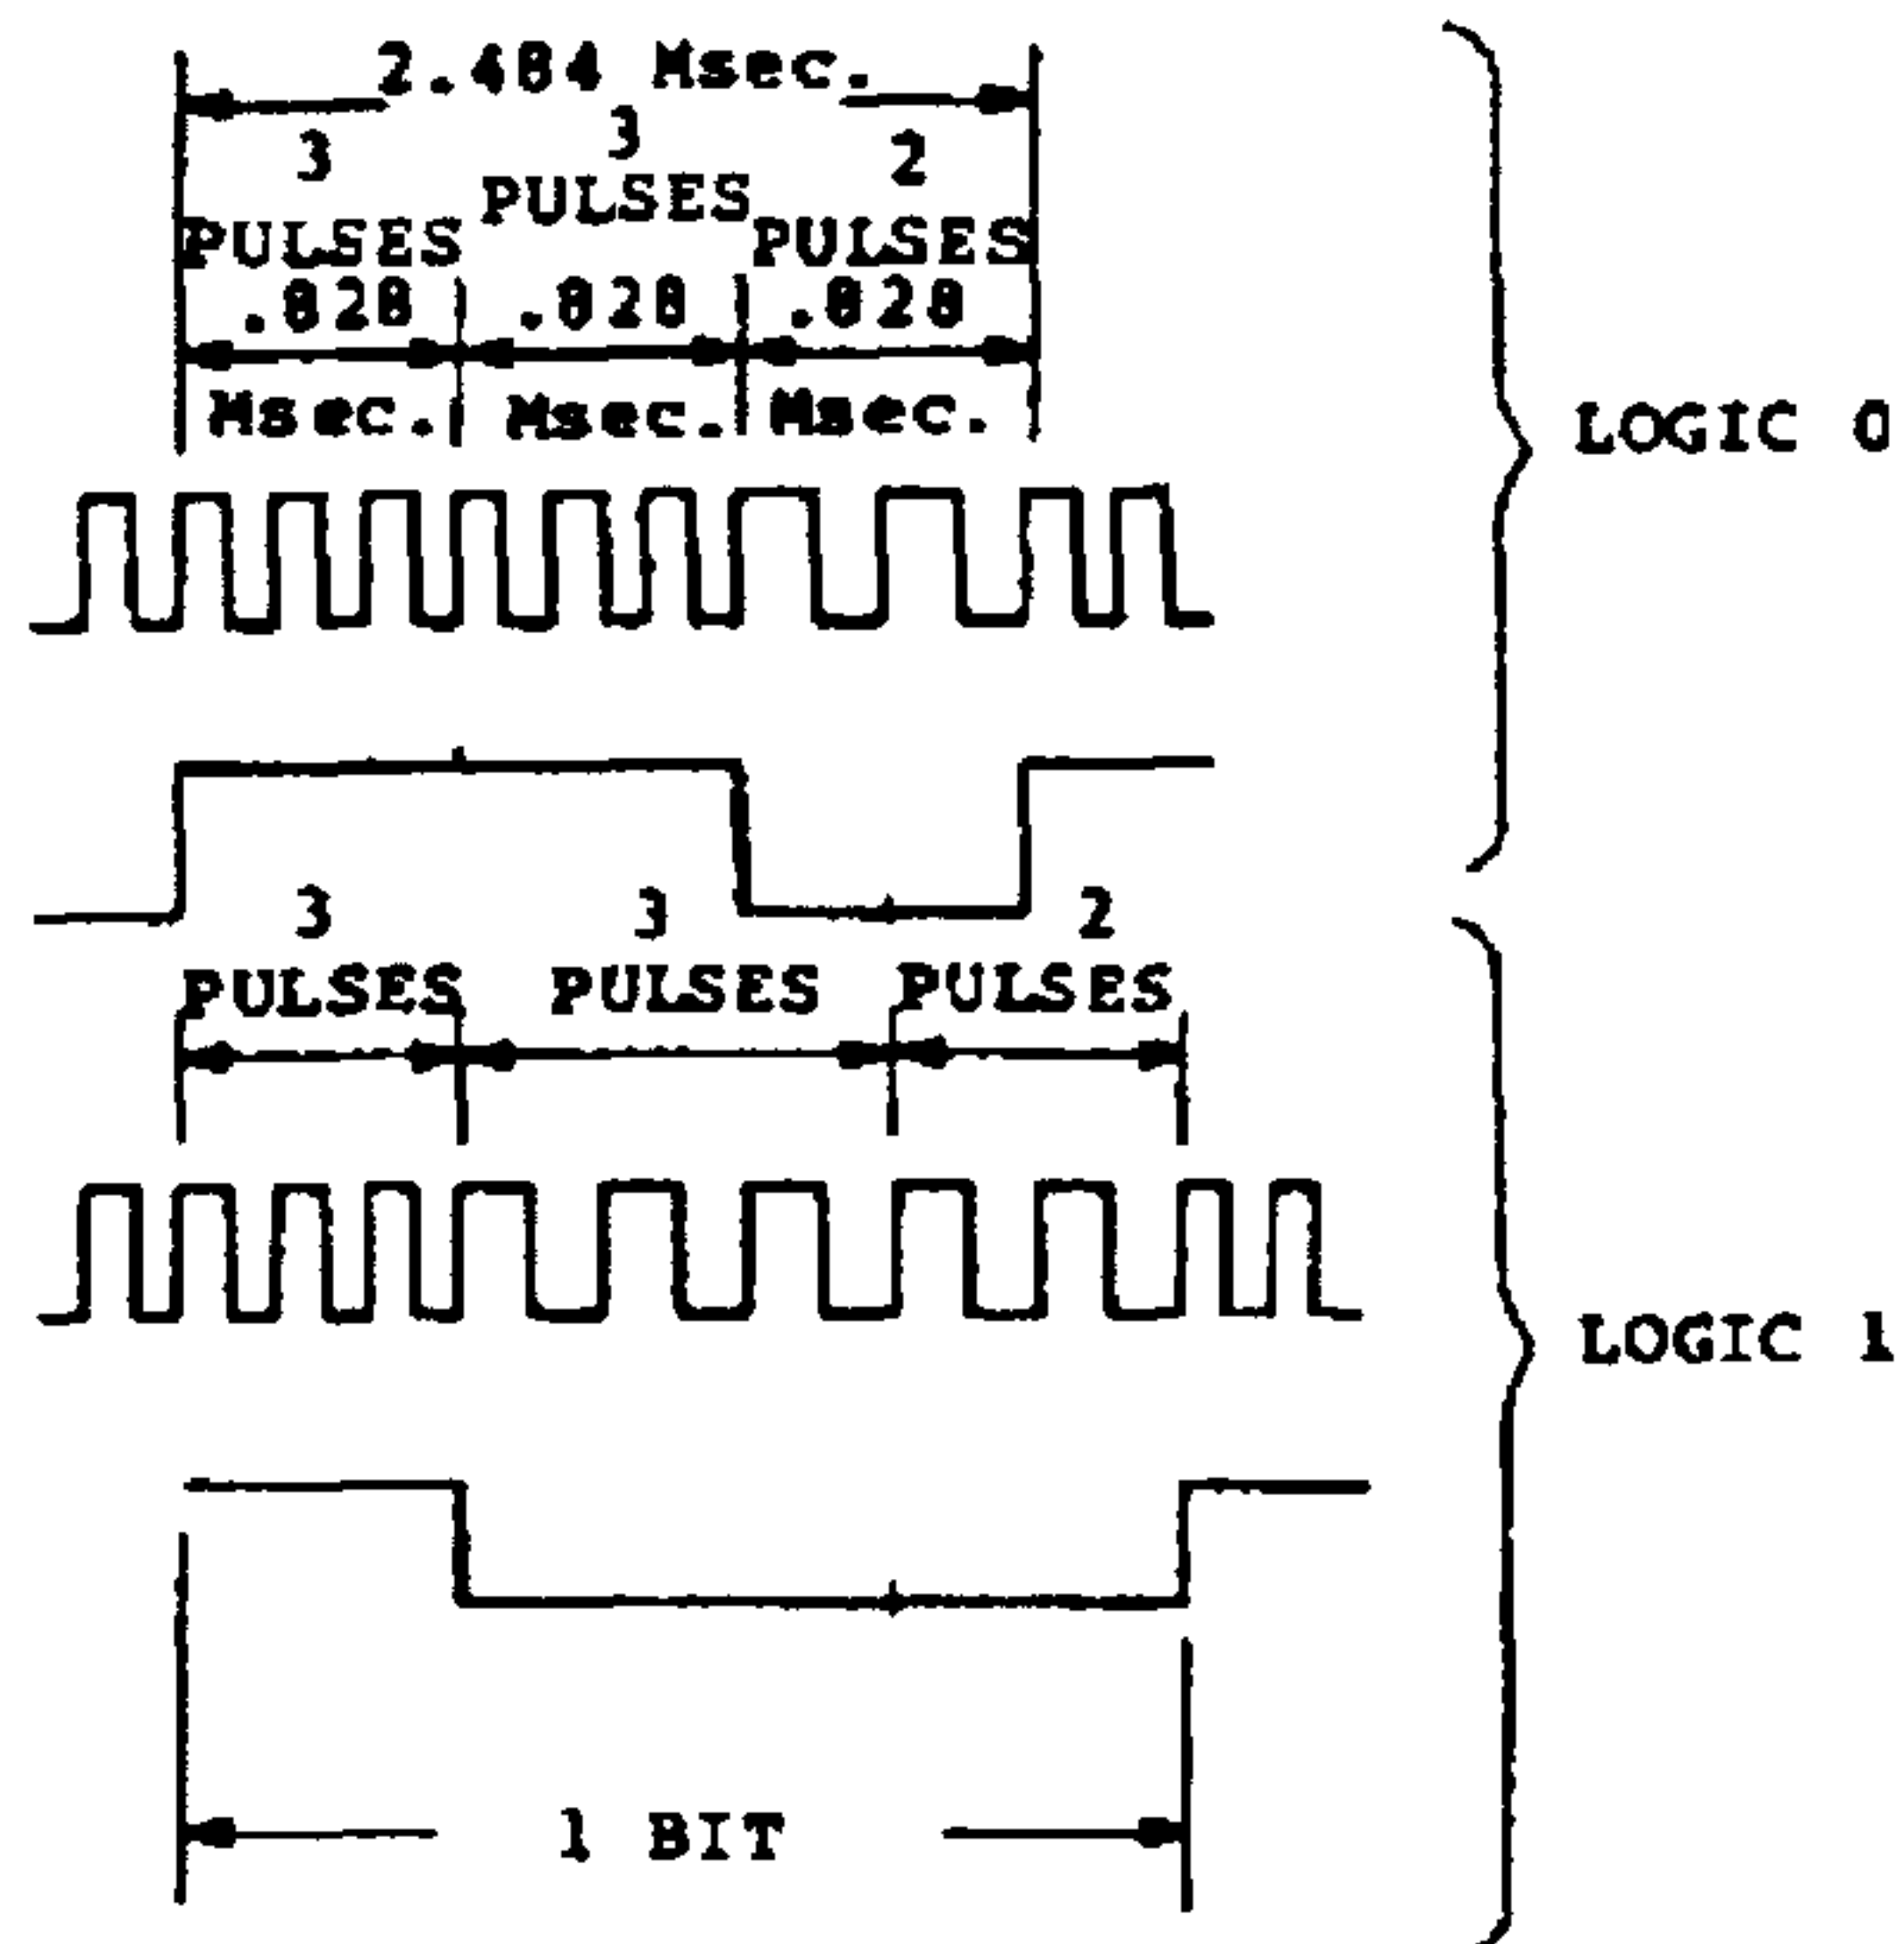 2.484 Msec.
3
PULSES
3
PULSES
2
PULSES
.828
Msec.
.828
Msec.
.828
Msec.
LOGIC 0
3
PULSES
3
PULSES
2
PULSES
LOGIC 1
1 BIT